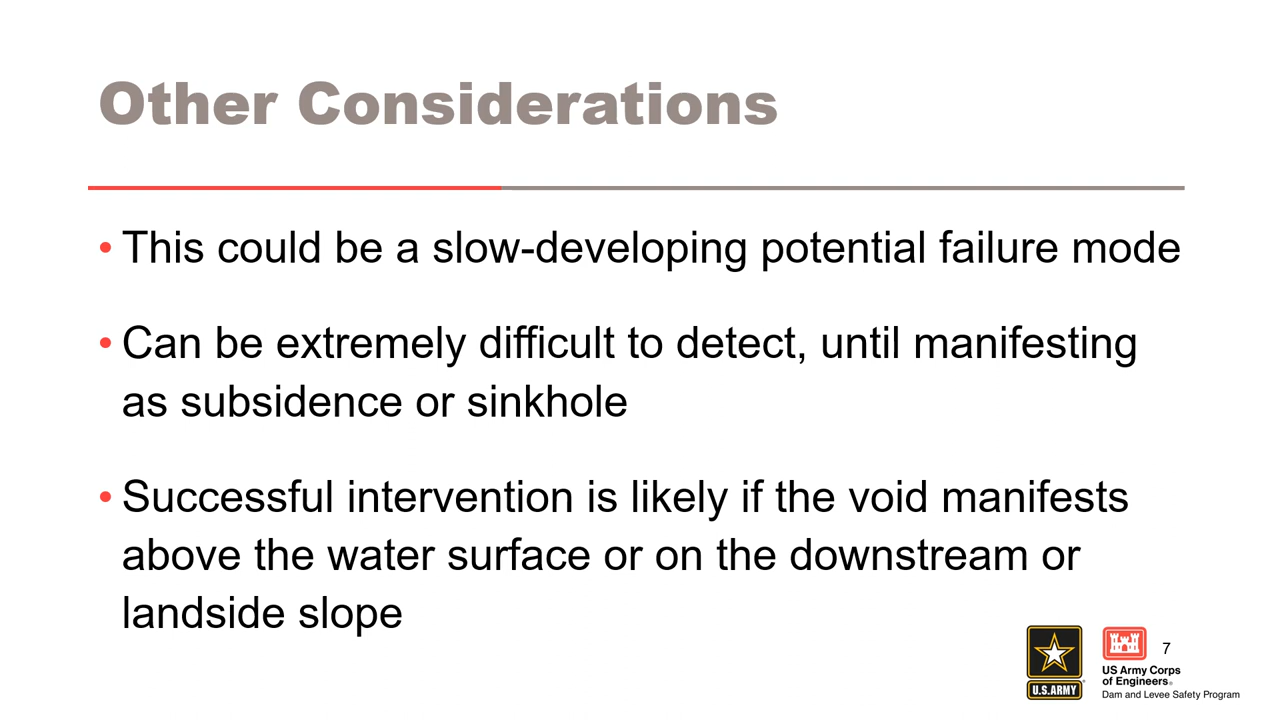 Other Considerations
• This could be a slow-developing potential failure mode
• Can be extremely difficult to detect, until manifesting
as subsidence or sinkhole
• Successful intervention is likely if the void manifests
above the water surface or on the downstream or
landside slope
7
U.S.ARMY
US Army Corps
of Engineers®
Dam and Levee Safety Program